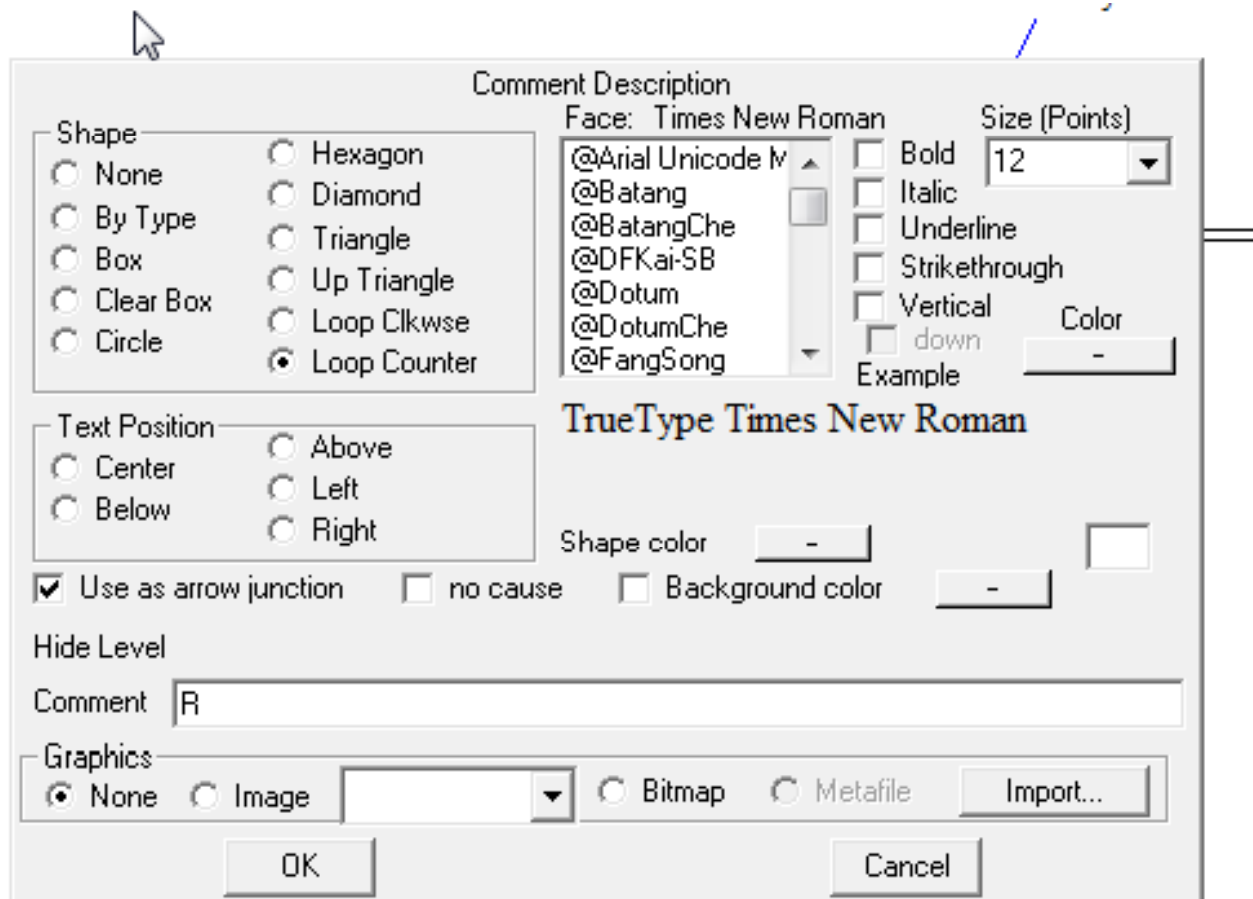 Comment Description
Shape
None
By Type
Box
Clear Box
Circle
Hexagon
Diamond
Triangle
Up Triangle
Loop Clkwse
Loop Counter
Face: Times New Roman
@Arial Unicode M
@Batang
@BatangChe
@DFKai-SB
@Dotum
@DotumChe
@FangSong
Bold
Italic
Underline
Strikethrough
Vertical
down
Size (Points)
12
Color
-
Example
TrueType Times New Roman
Text Position
Center
Below
Above
Left
Right
Shape color -
Use as arrow junction no cause Background color -
Hide Level
Comment R
Graphics
None Image Bitmap Metafile Import...
OK Cancel